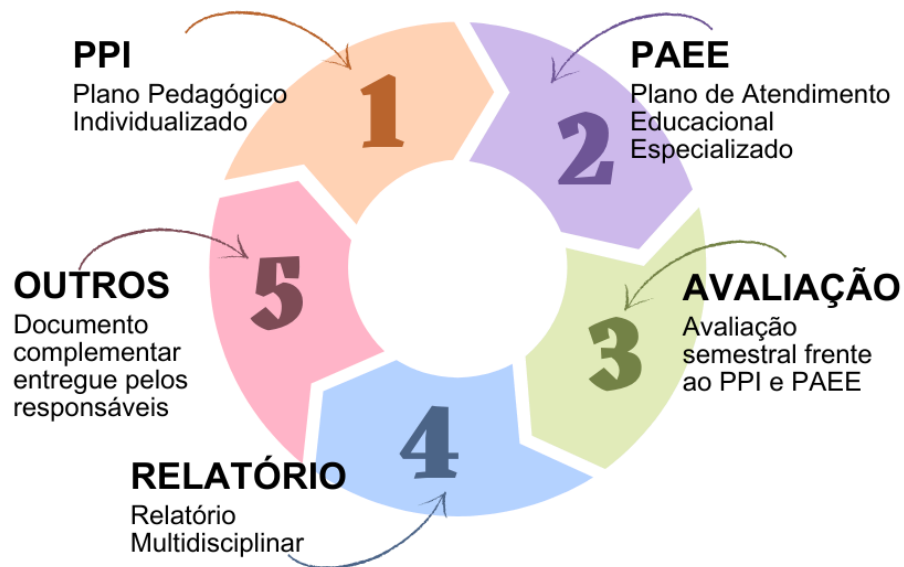 1
PPI
Plano Pedagógico
Individualizado
2
PAEE
Plano de Atendimento
Educacional
Especializado
3
AVALIAÇÃO
Avaliação
semestral frente
ao PPI e PAEE
4
RELATÓRIO
Relatório
Multidisciplinar
5
OUTROS
Documento
complementar
entregue pelos
responsáveis